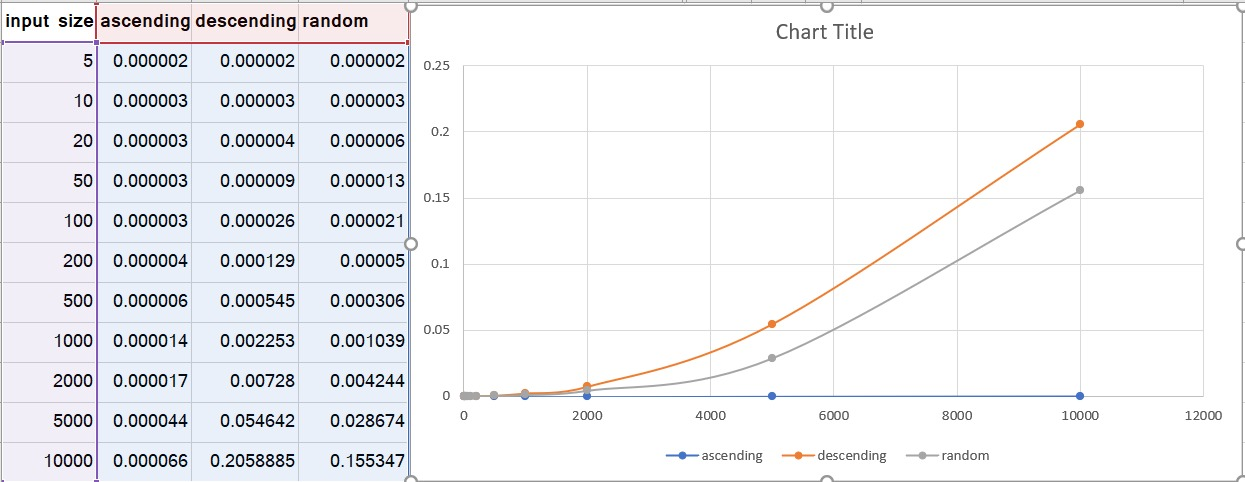 input size ascending descending random
5 0.000002 0.000002 0.000002
10 0.000003 0.000003 0.000003
20 0.000003 0.000004 0.000006
50 0.000003 0.000009 0.000013
100 0.000003 0.000026 0.000021
200 0.000004 0.000129 0.00005
500 0.000006 0.000545 0.000306
1000 0.000014 0.002253 0.001039
2000 0.000017 0.00728 0.004244
5000 0.000044 0.054642 0.028674
10000 0.000066 0.2058885 0.155347
Chart Title
0.25
0.2
0.15
0.1
0.05
0
0 2000 4000 6000 8000 10000 12000
ascending descending random